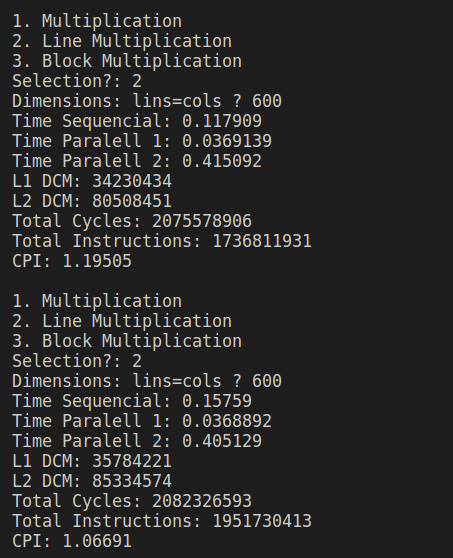 1. Multiplication
2. Line Multiplication
3. Block Multiplication
Selection?: 2
Dimensions: lins=cols ? 600
Time Sequencial: 0.117909
Time Paralell 1: 0.0369139
Time Paralell 2: 0.415092
L1 DCM: 34230434
L2 DCM: 80508451
Total Cycles: 2075578906
Total Instructions: 1736811931
CPI: 1.19505

1. Multiplication
2. Line Multiplication
3. Block Multiplication
Selection?: 2
Dimensions: lins=cols ? 600
Time Sequencial: 0.15759
Time Paralell 1: 0.0368892
Time Paralell 2: 0.405129
L1 DCM: 35784221
L2 DCM: 85334574
Total Cycles: 2082326593
Total Instructions: 1951730413
CPI: 1.06691